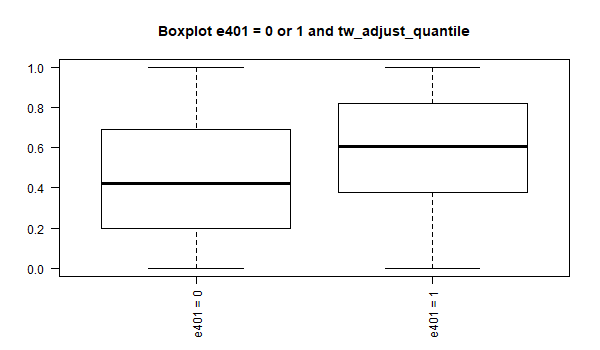 Boxplot e401 = 0 or 1 and tw_adjust_quantile
1.0
0.8
0.6
0.4
0.2
0.0
e401 = 0
e401 = 1